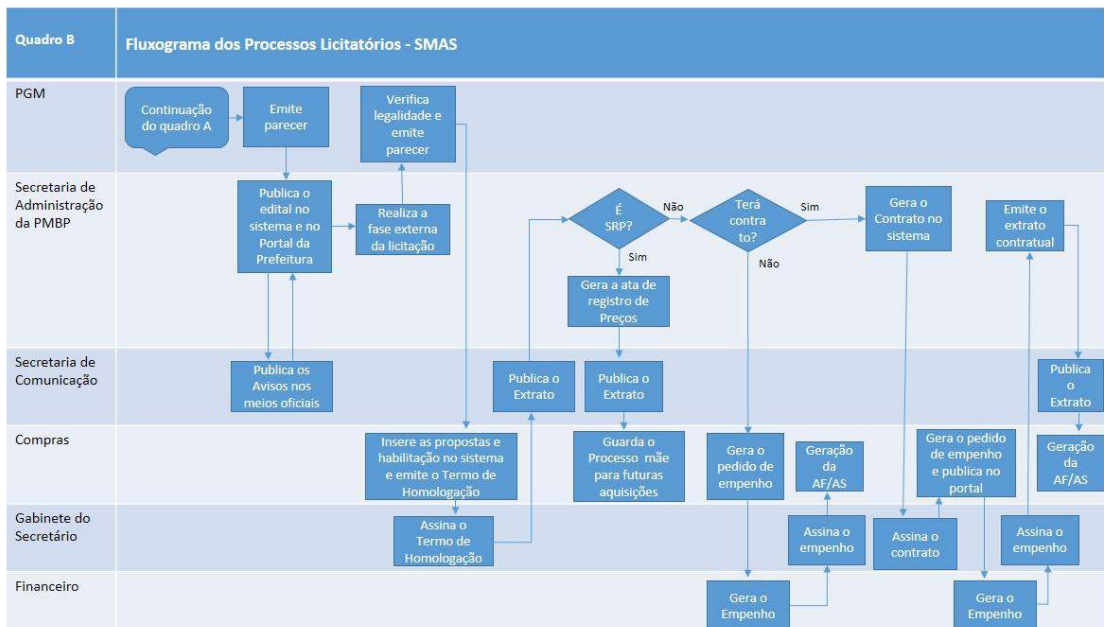 Quadro B
Fluxograma dos Processos Licitatórios - SMAS
PGM
Continuação
do quadro A
Emite
parecer
Verifica
legalidade e
emite
parecer
Secretaria de
Administração
da PMBP
Publica o
edital no
sistema e no
Portal da
Prefeitura
Realiza a
fase externa
da licitação
É
SRP?
Não
Sim
Terá
contra
to?
Sim
Não
Gera a ata de
registro de
Preços
Gera o
Contrato no
sistema
Emite o
extrato
contratual
Secretaria de
Comunicação
Publica os
Avisos nos
meios oficiais
Publica o
Extrato
Publica o
Extrato
Publica
o
Extrato
Compras
Insere as propostas e
habilitação no sistema
e emite o Termo de
Homologação
Guarda o
Processo mãe
para futuras
aquisições
Gera o
pedido de
empenho
Geração
da
AF/AS
Gera o pedido
de empenho
e publica no
portal
Geração
da
AF/AS
Gabinete do
Secretário
Assina o
Termo de
Homologação
Assina o
empenho
Assina o
contrato
Assina o
empenho
Financeiro
Gera o
Empenho
Gera o
Empenho